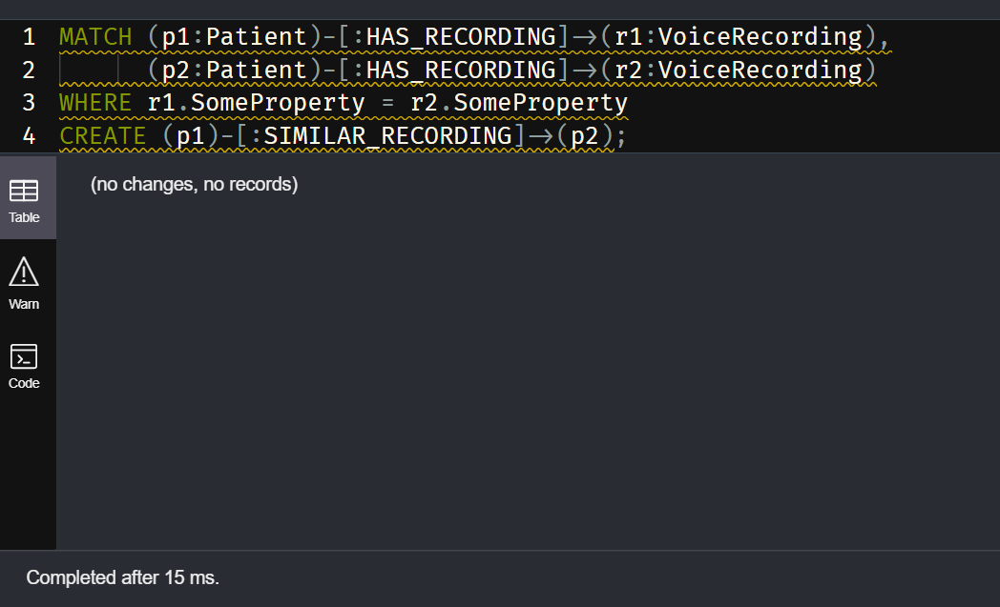 1 MATCH (p1:Patient)-[:HAS_RECORDING]->(r1:VoiceRecording),
2 (p2:Patient)-[:HAS_RECORDING]->(r2:VoiceRecording)
3 WHERE r1.SomeProperty = r2.SomeProperty
4 CREATE (p1)-[:SIMILAR_RECORDING]->(p2);
(no changes, no records)
Table
Warn
Code
Completed after 15 ms.